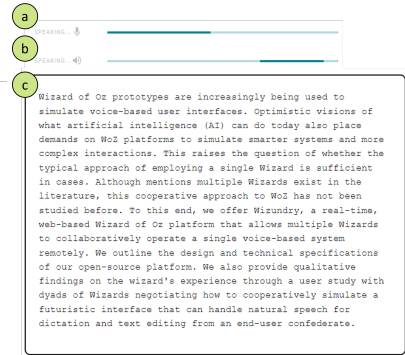 a
SPEAKING...
b
SPEAKING...
c
Wizard of Oz prototypes are increasingly being used to
simulate voice-based user interfaces. Optimistic visions of
what artificial intelligence (AI) can do today also place
demands on WoZ platforms to simulate smarter systems and more
complex interactions. This raises the question of whether the
typical approach of employing a single Wizard is sufficient
in cases. Although mentions multiple Wizards exist in the
literature, this cooperative approach to WoZ has not been
studied before. To this end, we offer Wizundry, a real-time,
web-based Wizard of Oz platform that allows multiple Wizards
to collaboratively operate a single voice-based system
remotely. We outline the design and technical specifications
of our open-source platform. We also provide qualitative
findings on the wizard's experience through a user study with
dyads of Wizards negotiating how to cooperatively simulate a
futuristic interface that can handle natural speech for
dictation and text editing from an end-user confederate.